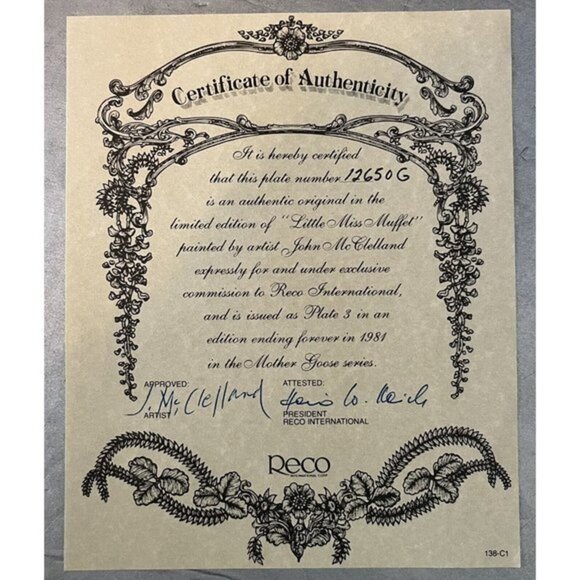 Certificate of Authenticity
It is hereby certified
that this plate number 12650G
is an authentic original in the
limited edition of "Little Miss Muffet"
painted by artist John McClelland
expressly for and under exclusive
commission to Reco International,
and is issued as Plate 3 in an
edition ending forever in 1981
in the Mother Goose series.
APPROVED: ATTESTED:
J. McClelland
ARTIST PRESIDENT
RECO INTERNATIONAL
Reco
INTERNATIONAL CORP.
138-C1